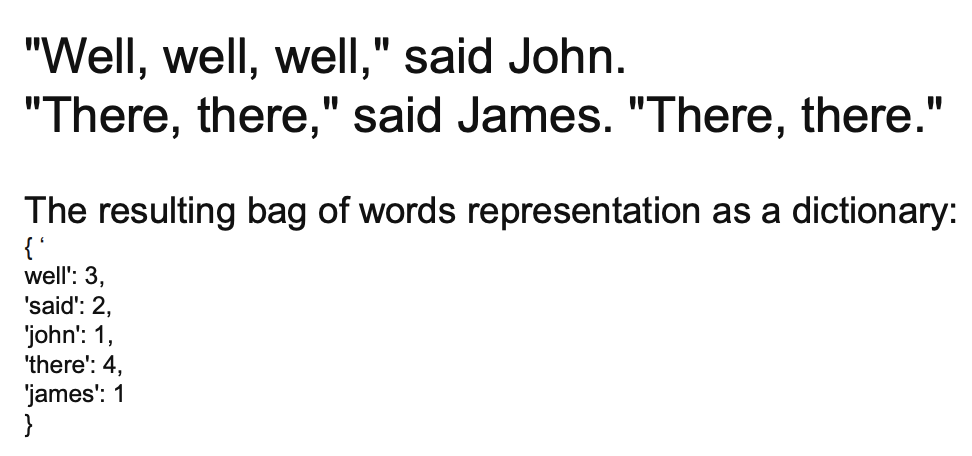 "Well, well, well," said John.
"There, there," said James. "There, there."
The resulting bag of words representation as a dictionary:
{ ‘
well': 3,
'said': 2,
'john': 1,
'there': 4,
'james': 1
}